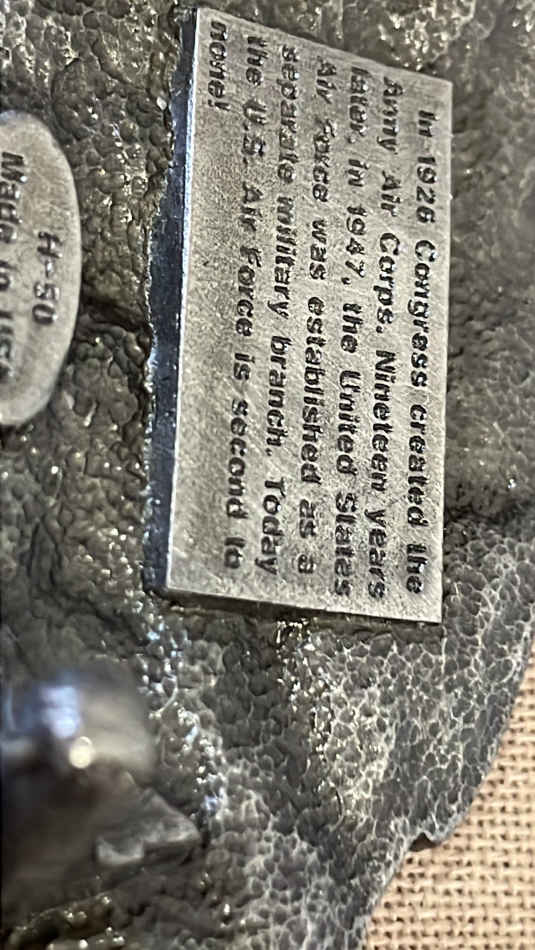 In 1926 Congress created the
Army Air Corps. Nineteen years
later, in 1947, the United States
Air Force was established as a
separate military branch. Today
the U.S. Air Force is second to
none!
H-50
Made in